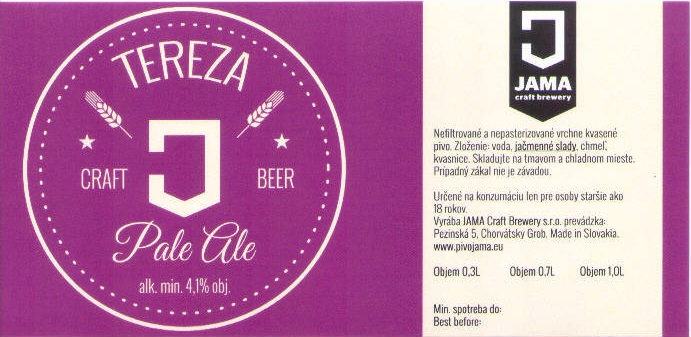 TEREZA
CRAFT BEER
Pale Ale
alk. min. 4,1% obj.
JAMA
craft brewery
Nefiltrované a nepasterizované vrchne kvasené
pivo. Zloženie: voda, jačmenné slady, chmeľ,
kvasnice. Skladujte na tmavom a chladnom mieste.
Prípadný zákal nie je závadou.
Určené na konzumáciu len pre osoby staršie ako
18 rokov.
Vyrába JAMA Craft Brewery s.r.o. prevádzka:
Pezinská 5, Chorvátsky Grob. Made in Slovakia.
www.pivojama.eu
Objem 0,3L Objem 0,7L Objem 1,0L
Min. spotreba do:
Best before: